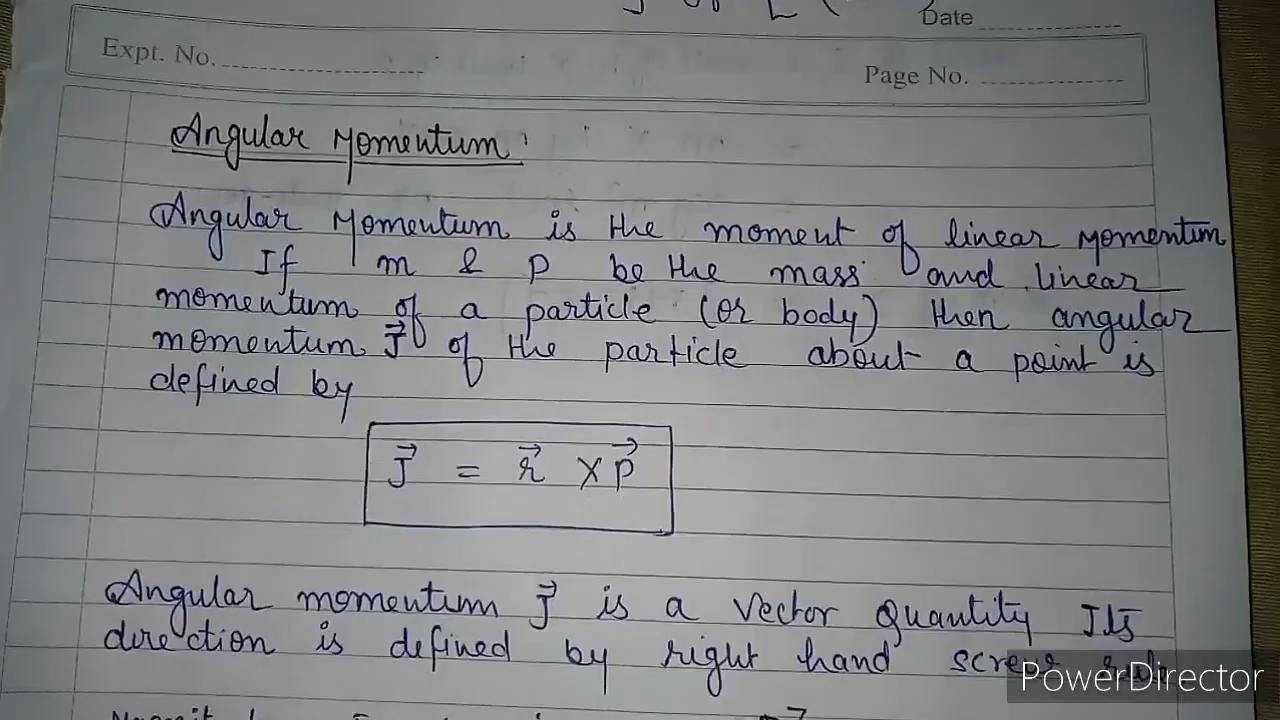 Date
Expt. No.
Page No.
Angular Momentum:
Angular Momentum is the moment of linear momentum
If m & p be the mass and linear
momentum of a particle (or body) then angular
momentum J⃗ of the particle about a point is
defined by
J⃗ = r⃗ × p⃗
Angular momentum J⃗ is a vector quantity Its
direction is defined by right hand screw rule
PowerDirector